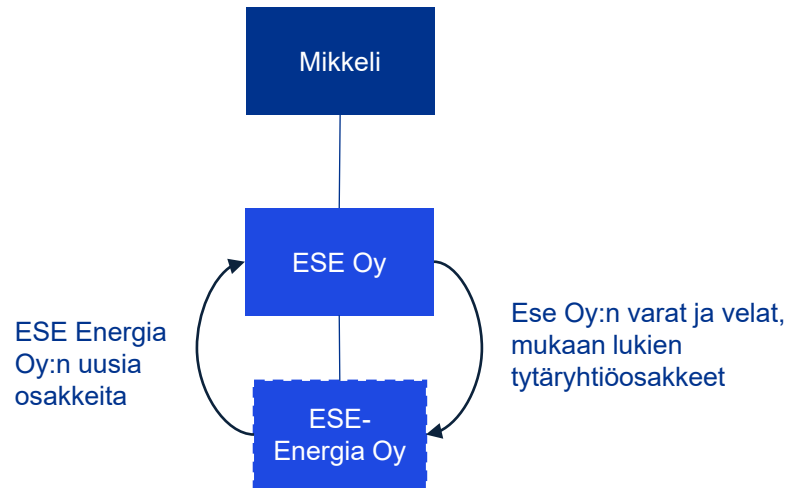 Mikkeli
ESE Oy
ESE Energia
Oy:n uusia
osakkeita
Ese Oy:n varat ja velat,
mukaan lukien
tytäryhtiöosakkeet
ESE-
Energia Oy